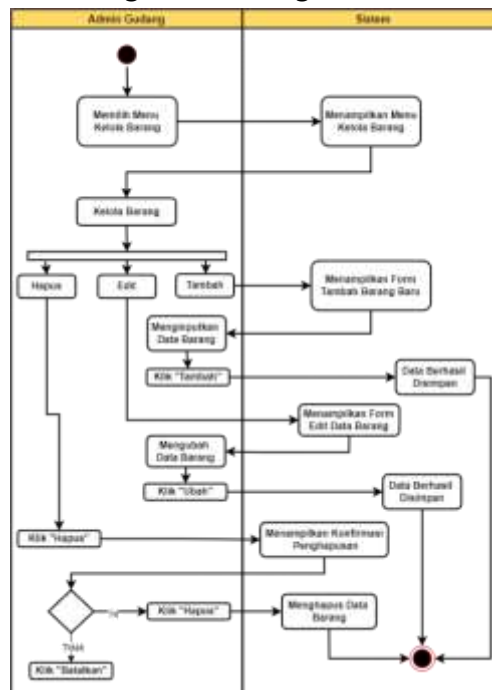 Admin Gudang
Sistem
Memilih Menu
Kelola Barang
Menampilkan Menu
Kelola Barang
Kelola Barang
Hapus
Edit
Tambah
Menampilkan Form
Tambah Barang Baru
Menginputkan
Data Barang
Klik "Tambah"
Data Berhasil
Disimpan
Menampilkan Form
Edit Data Barang
Mengubah
Data Barang
Klik "Ubah"
Data Berhasil
Disimpan
Klik "Hapus"
Menampilkan Konfirmasi
Penghapusan
Klik "Hapus"
Menghapus Data
Barang
Tidak
Klik "Batalkan"